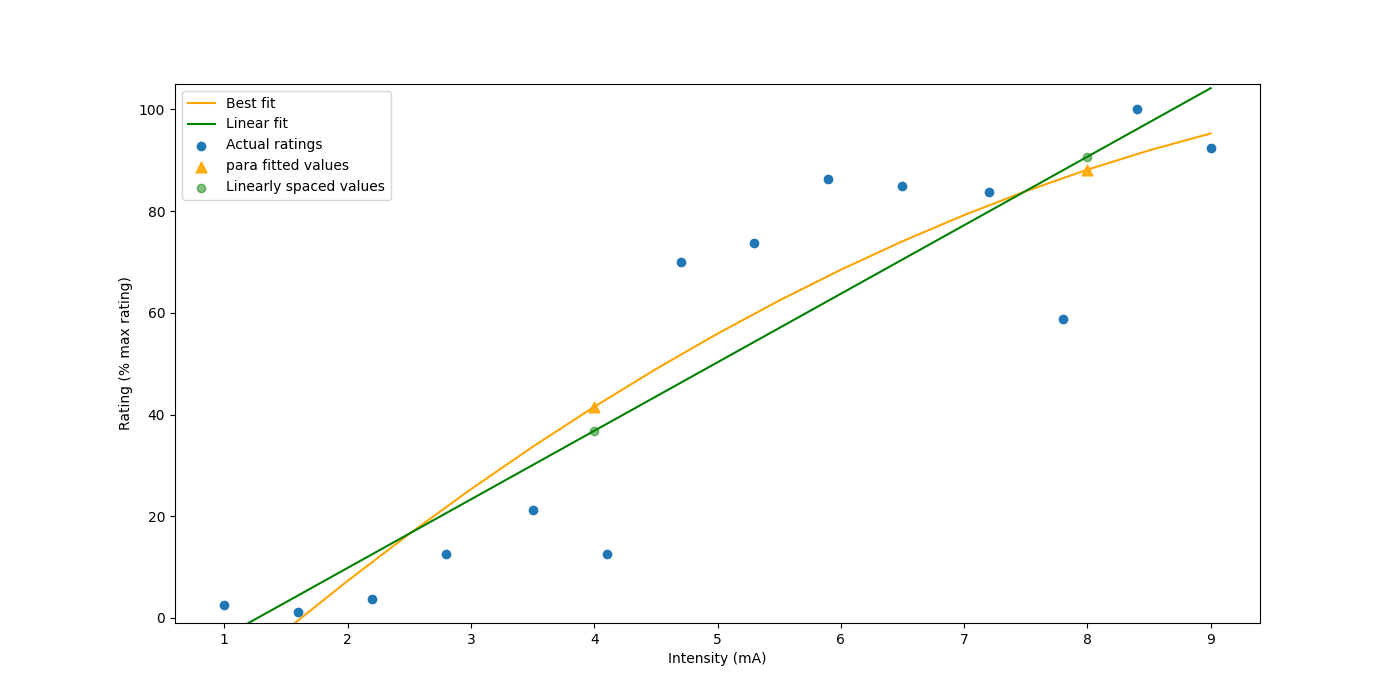 Best fit
Linear fit
Actual ratings
para fitted values
Linearly spaced values
100
80
60
40
20
0
Rating (% max rating)
1 2 3 4 5 6 7 8 9
Intensity (mA)